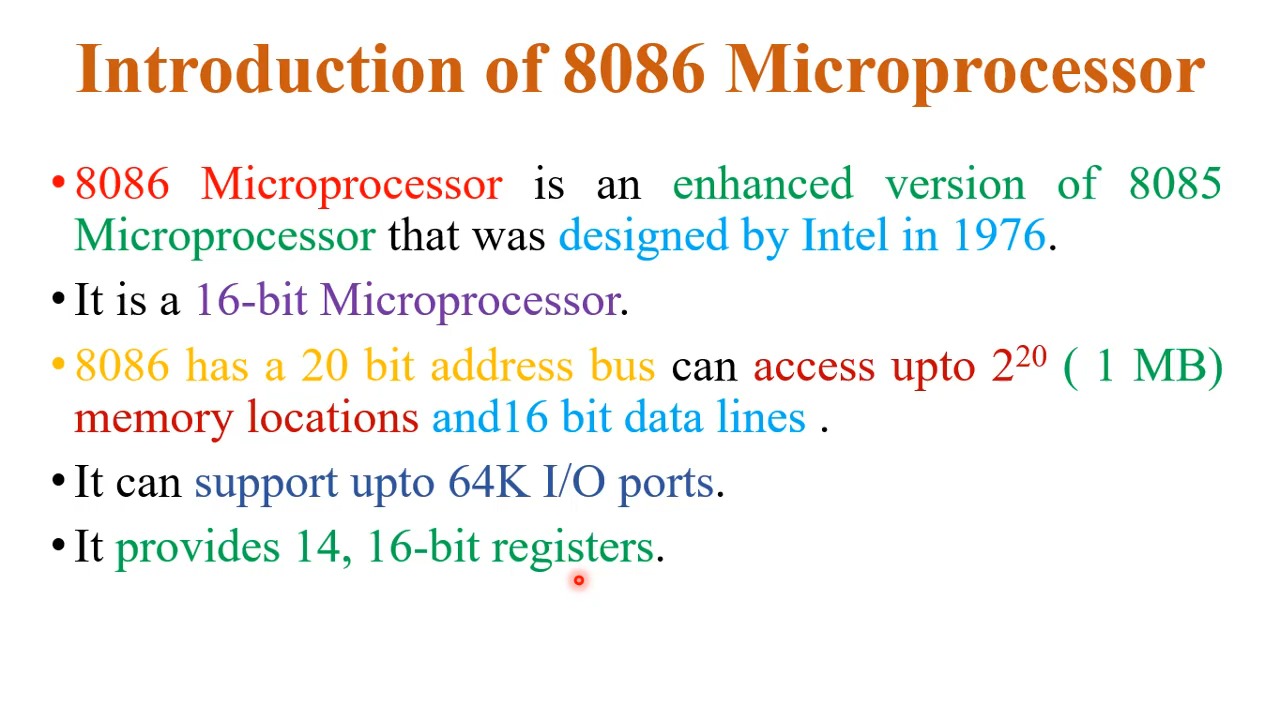 Introduction of 8086 Microprocessor
•8086 Microprocessor is an enhanced version of 8085
Microprocessor that was designed by Intel in 1976.
•It is a 16-bit Microprocessor.
•8086 has a 20 bit address bus can access upto 2²⁰ ( 1 MB)
memory locations and16 bit data lines .
•It can support upto 64K I/O ports.
•It provides 14, 16-bit registers.